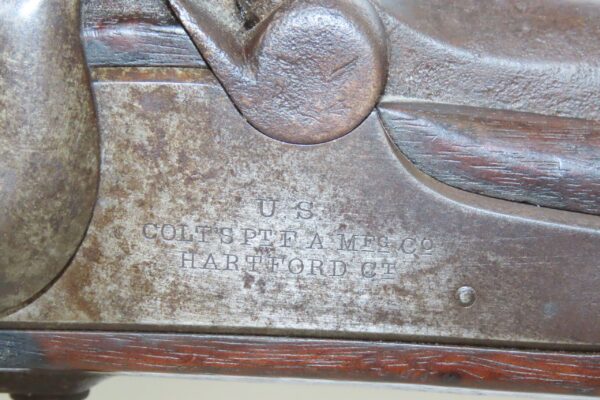 U.S.
COLT'S PT. F. A. MFG. CO
HARTFORD CT.